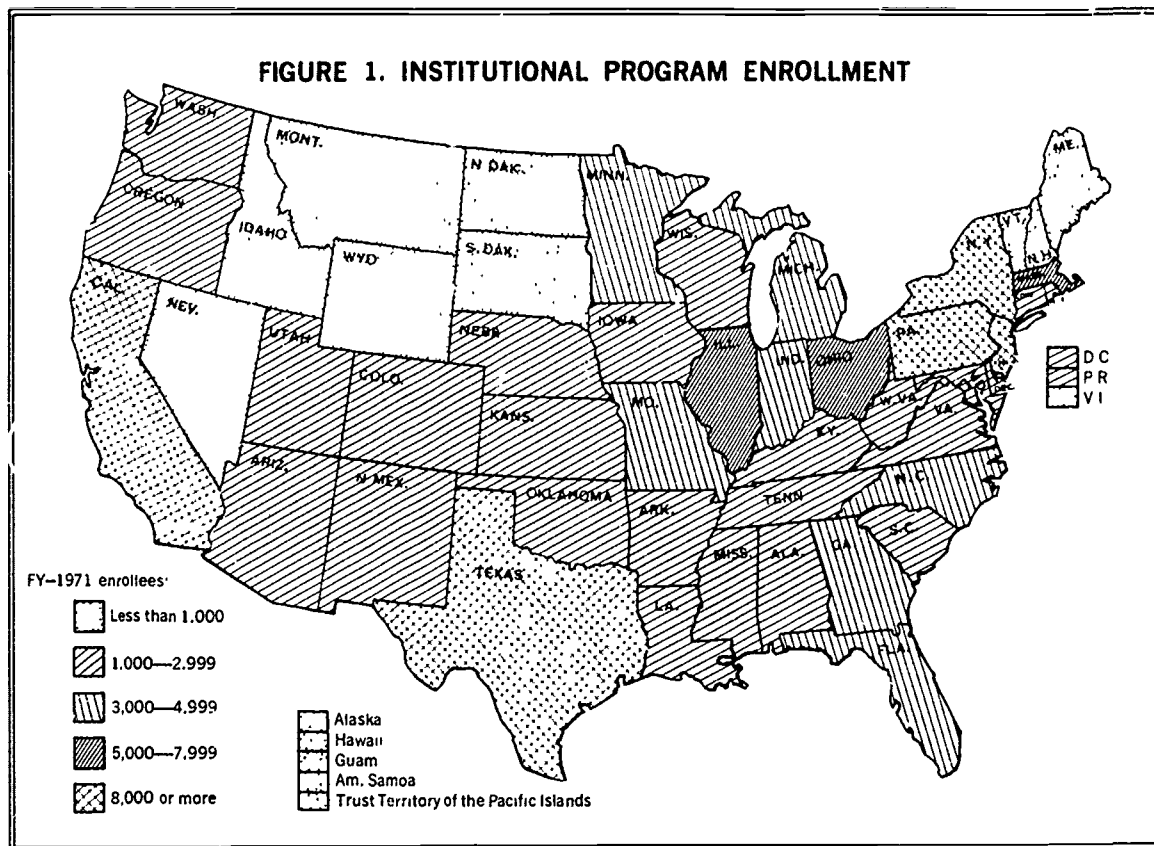 FIGURE 1. INSTITUTIONAL PROGRAM ENROLLMENT
WASH
MONT.
N DAK.
MINN.
ME.
OREGON
IDAHO
S. DAK.
WIS.
MICH
N.Y.
VT.
N.H.
WYD
CAL.
NEV.
UTAH
NEBR
IOWA
ILL.
IND.
OHIO
PA.
COLO.
KANS.
MO.
KY.
W.VA.
VA.
DC
PR
VI
ARIZ.
N MEX.
OKLAHOMA
ARK.
TENN
N.C.
S.C.
TEXAS
LA.
MISS.
ALA.
GA
FLA.
FY—1971 enrollees:
Less than 1.000
1.000—2.999
3,000—4,999
5,000—7,999
8,000 or more
Alaska
Hawaii
Guam
Am. Samoa
Trust Territory of the Pacific Islands